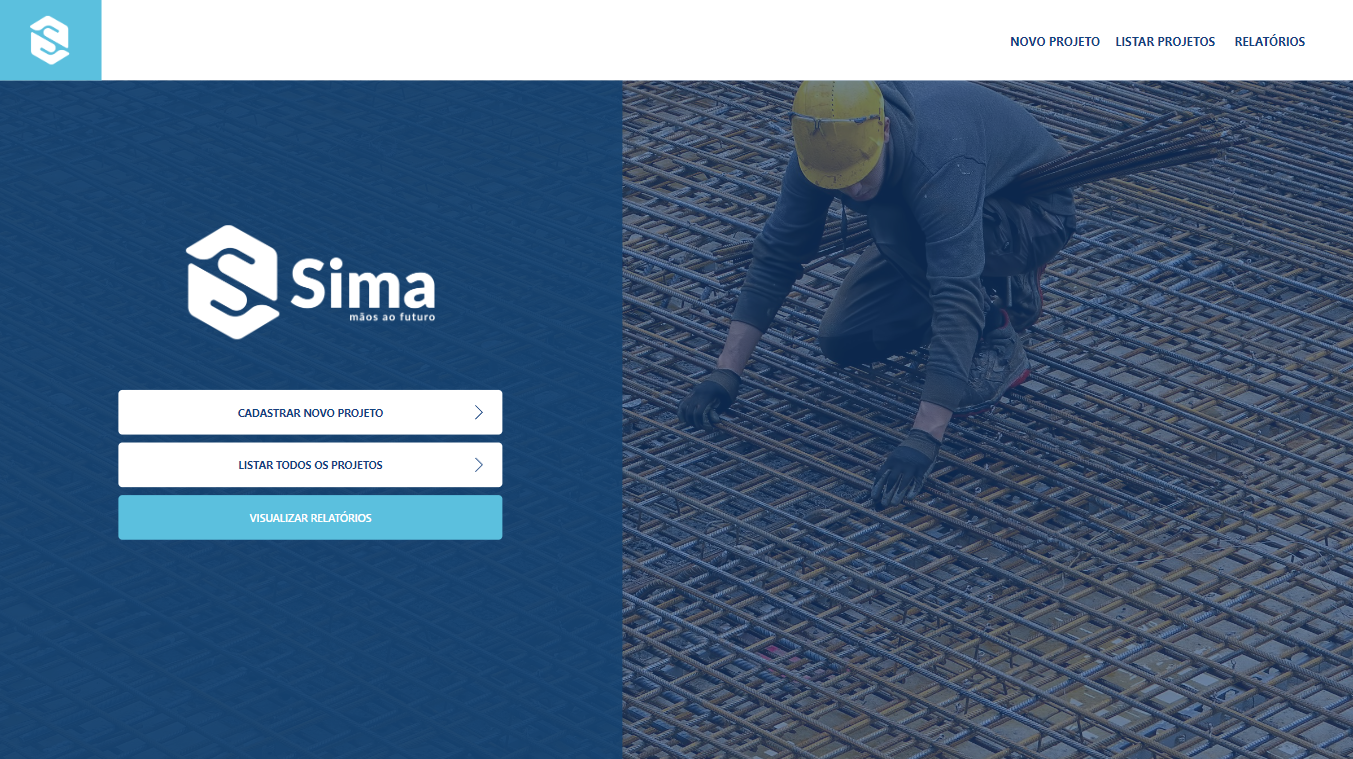 NOVO PROJETO LISTAR PROJETOS RELATÓRIOS
Sima
mãos ao futuro
CADASTRAR NOVO PROJETO
LISTAR TODOS OS PROJETOS
VISUALIZAR RELATÓRIOS